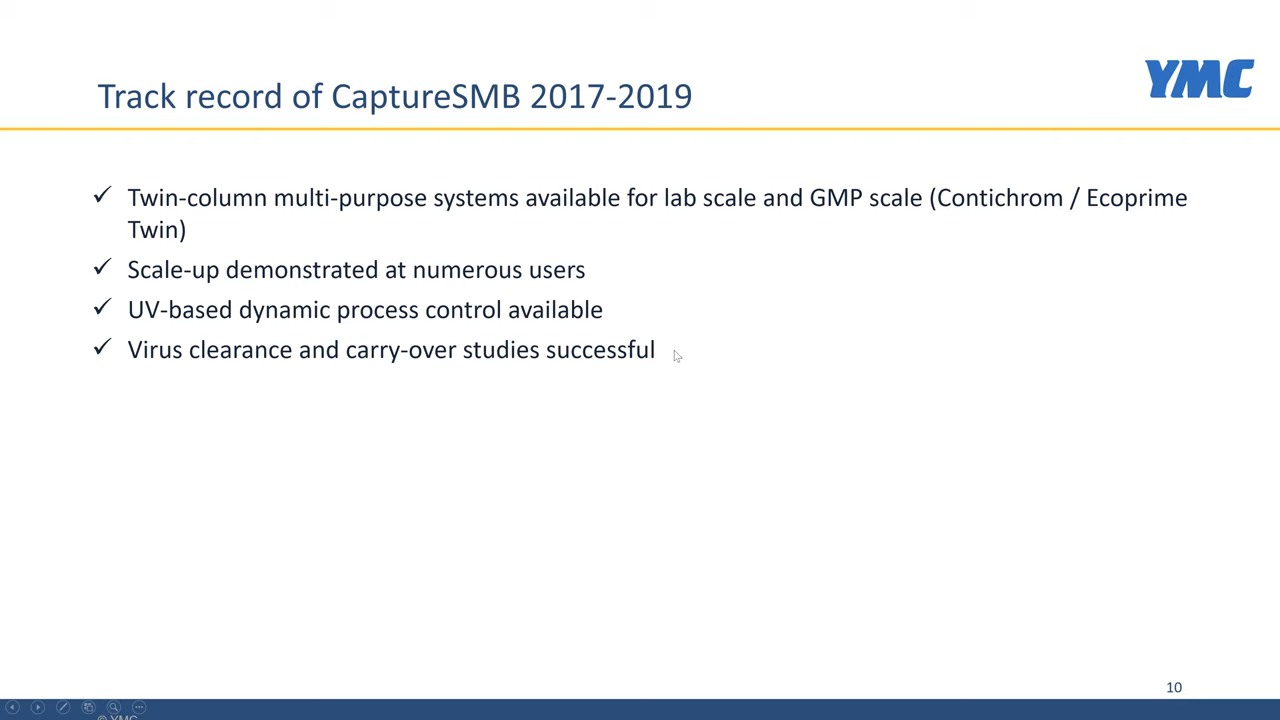 YMC
Track record of CaptureSMB 2017-2019
✓ Twin-column multi-purpose systems available for lab scale and GMP scale (Contichrom / Ecoprime
Twin)
✓ Scale-up demonstrated at numerous users
✓ UV-based dynamic process control available
✓ Virus clearance and carry-over studies successful
10
© YMC